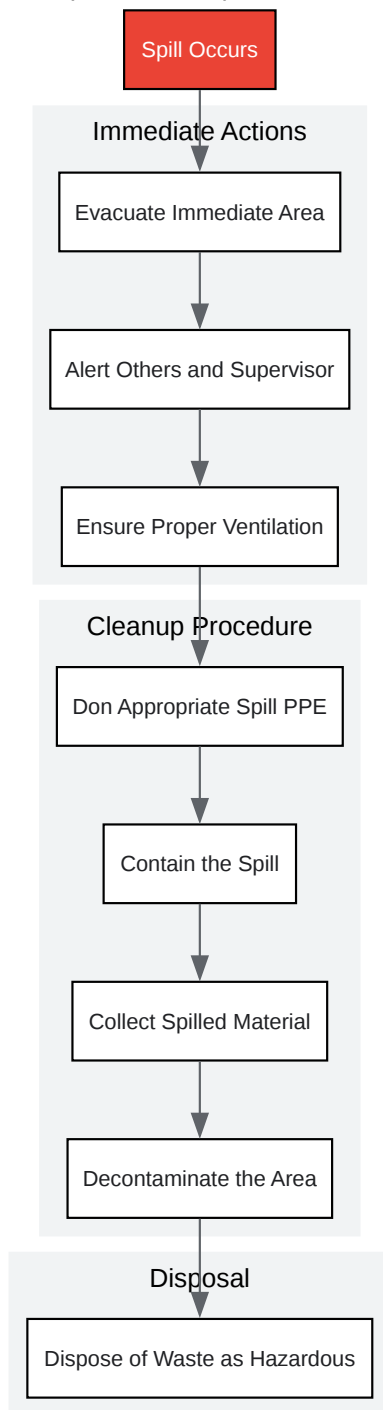 Spill Occurs
Immediate Actions
Evacuate Immediate Area
Alert Others and Supervisor
Ensure Proper Ventilation
Cleanup Procedure
Don Appropriate Spill PPE
Contain the Spill
Collect Spilled Material
Decontaminate the Area
Disposal
Dispose of Waste as Hazardous